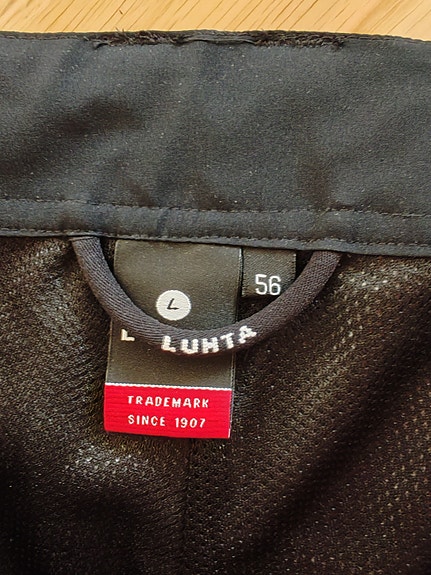 56
L
L LUHTA
TRADEMARK
SINCE 1907